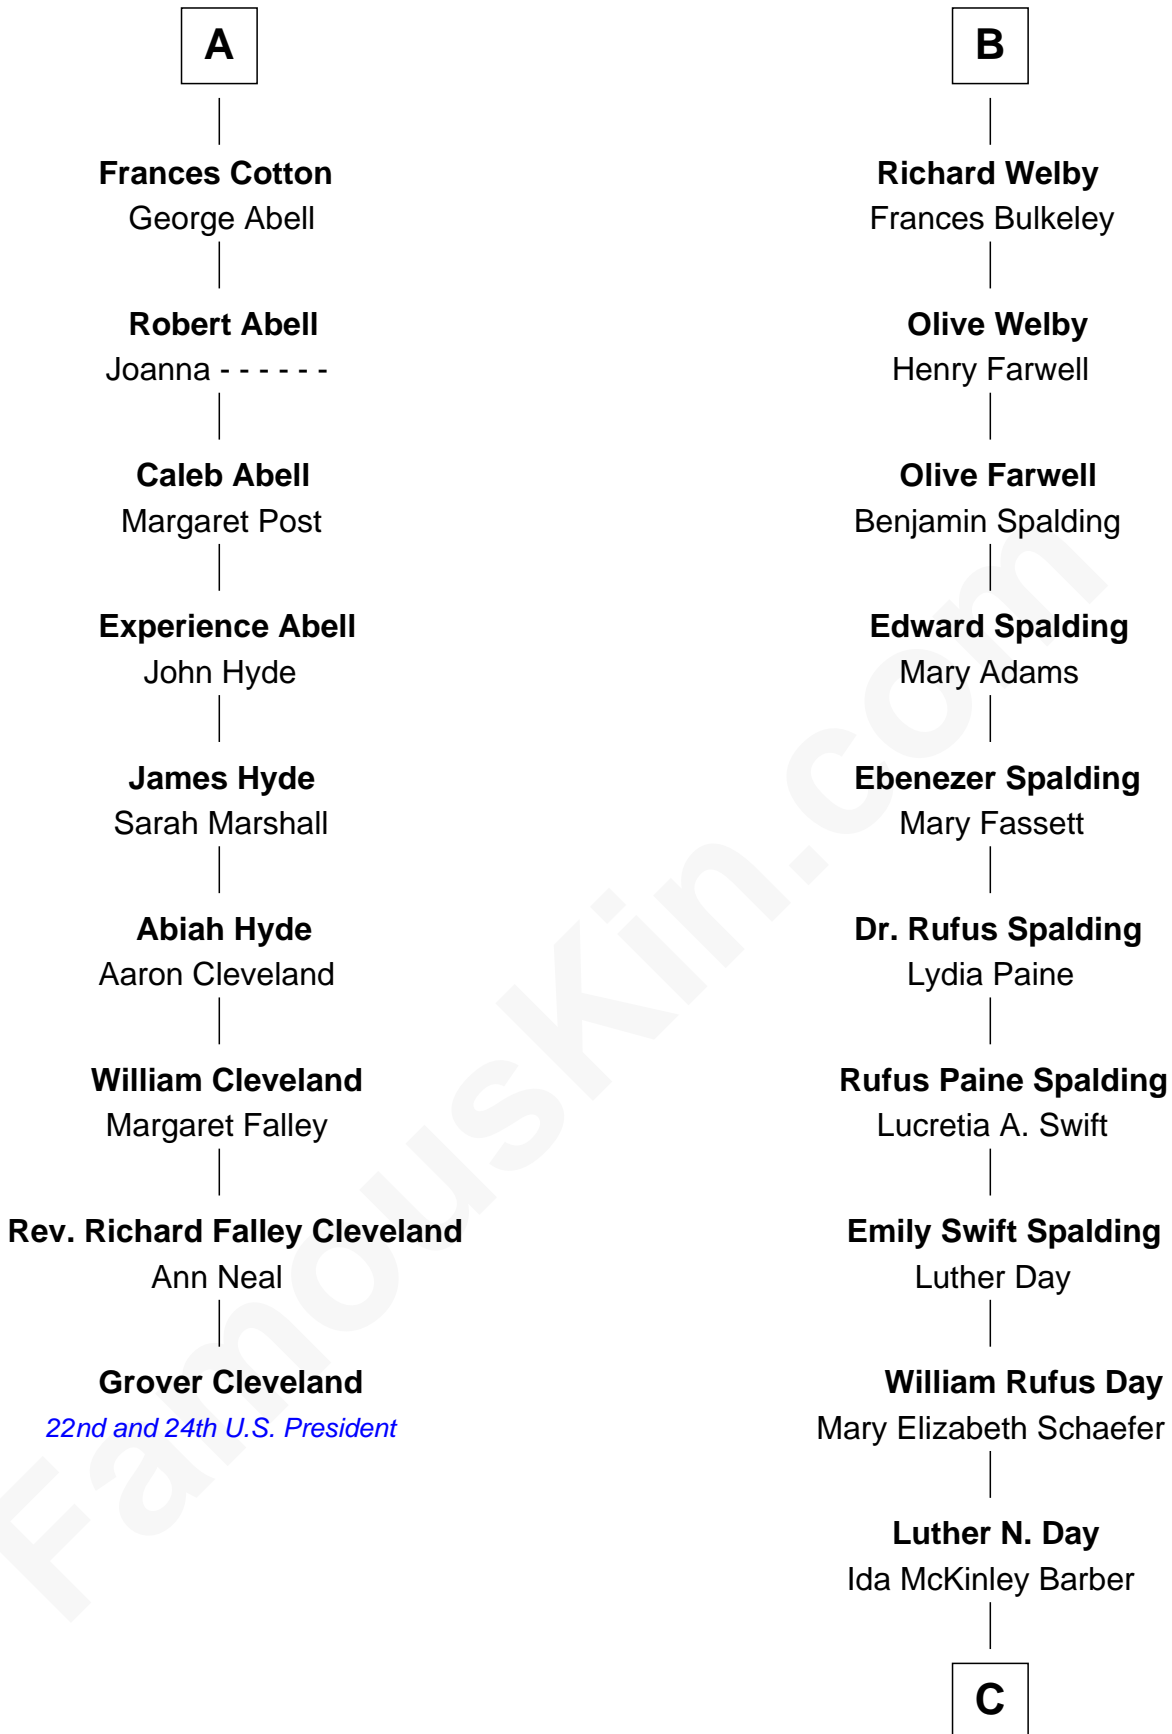 A
Frances Cotton
George Abell
Robert Abell
Joanna - - - - - -
Caleb Abell
Margaret Post
Experience Abell
John Hyde
James Hyde
Sarah Marshall
Abiah Hyde
Aaron Cleveland
William Cleveland
Margaret Falley
Rev. Richard Falley Cleveland
Ann Neal
Grover Cleveland
22nd and 24th U.S. President
B
Richard Welby
Frances Bulkeley
Olive Welby
Henry Farwell
Olive Farwell
Benjamin Spalding
Edward Spalding
Mary Adams
Ebenezer Spalding
Mary Fassett
Dr. Rufus Spalding
Lydia Paine
Rufus Paine Spalding
Lucretia A. Swift
Emily Swift Spalding
Luther Day
William Rufus Day
Mary Elizabeth Schaefer
Luther N. Day
Ida McKinley Barber
C
FamousKin.com